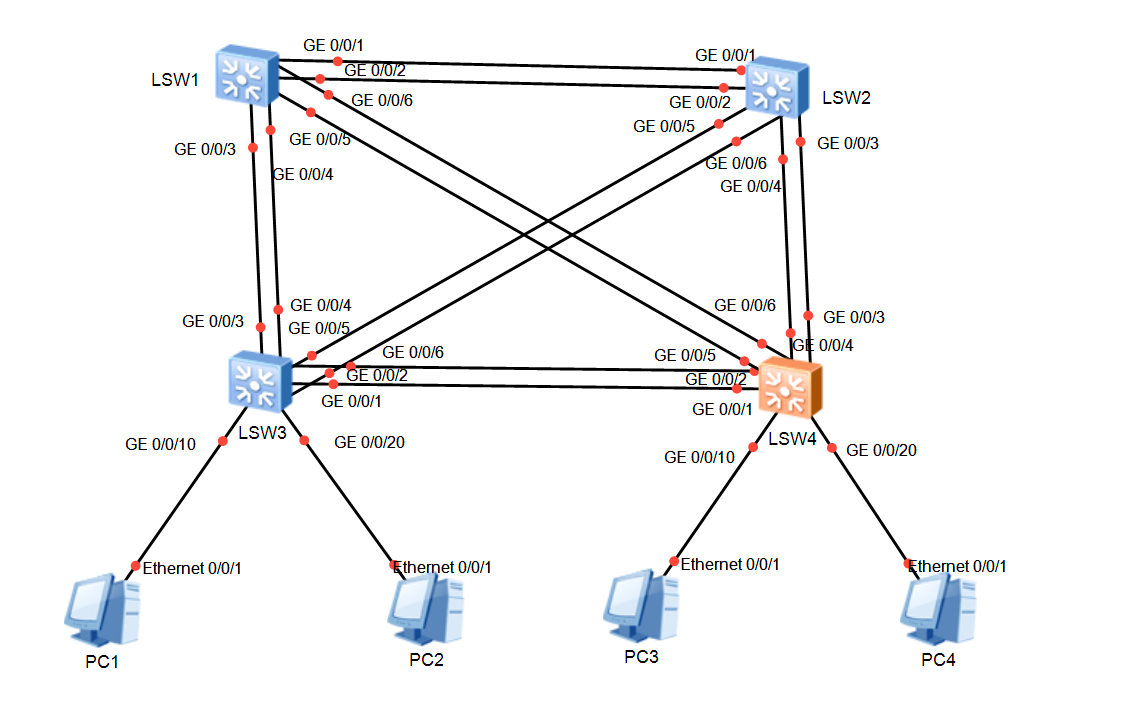 GE 0/0/1
GE 0/0/1
LSW1
GE 0/0/2
GE 0/0/6
GE 0/0/2
LSW2
GE 0/0/5
GE 0/0/5
GE 0/0/3
GE 0/0/3
GE 0/0/6
GE 0/0/4
GE 0/0/4
GE 0/0/4
GE 0/0/6
GE 0/0/3
GE 0/0/5
GE 0/0/3
GE 0/0/4
GE 0/0/6
GE 0/0/5
GE 0/0/2
GE 0/0/2
GE 0/0/1
GE 0/0/1
LSW3
LSW4
GE 0/0/10
GE 0/0/20
GE 0/0/10
GE 0/0/20
Ethernet 0/0/1
Ethernet 0/0/1
Ethernet 0/0/1
Ethernet 0/0/1
PC1
PC2
PC3
PC4